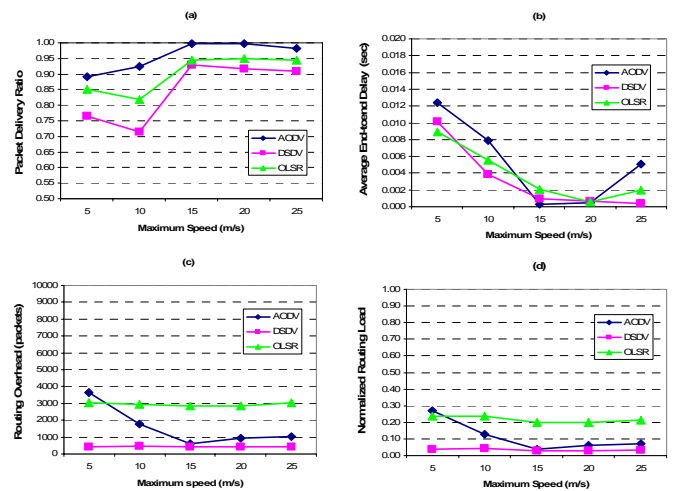 (a)
Packet Delivery Ratio
1.00
0.95
0.90
0.85
0.80
0.75
0.70
0.65
0.60
0.55
0.50
AODV
DSDV
OLSR
5 10 15 20 25
Maximum Speed (m/s)
(b)
Average End-to-end Delay (sec)
0.020
0.018
0.016
0.014
0.012
0.010
0.008
0.006
0.004
0.002
0.000
AODV
DSDV
OLSR
5 10 15 20 25
Maximum Speed (m/s)
(c)
Routing Overhead (packets)
10000
9000
8000
7000
6000
5000
4000
3000
2000
1000
0
AODV
DSDV
OLSR
5 10 15 20 25
Maximum speed (m/s)
(d)
Normalized Routing Load
1.00
0.90
0.80
0.70
0.60
0.50
0.40
0.30
0.20
0.10
0.00
AODV
DSDV
OLSR
5 10 15 20 25
Maximum Speed (m/s)